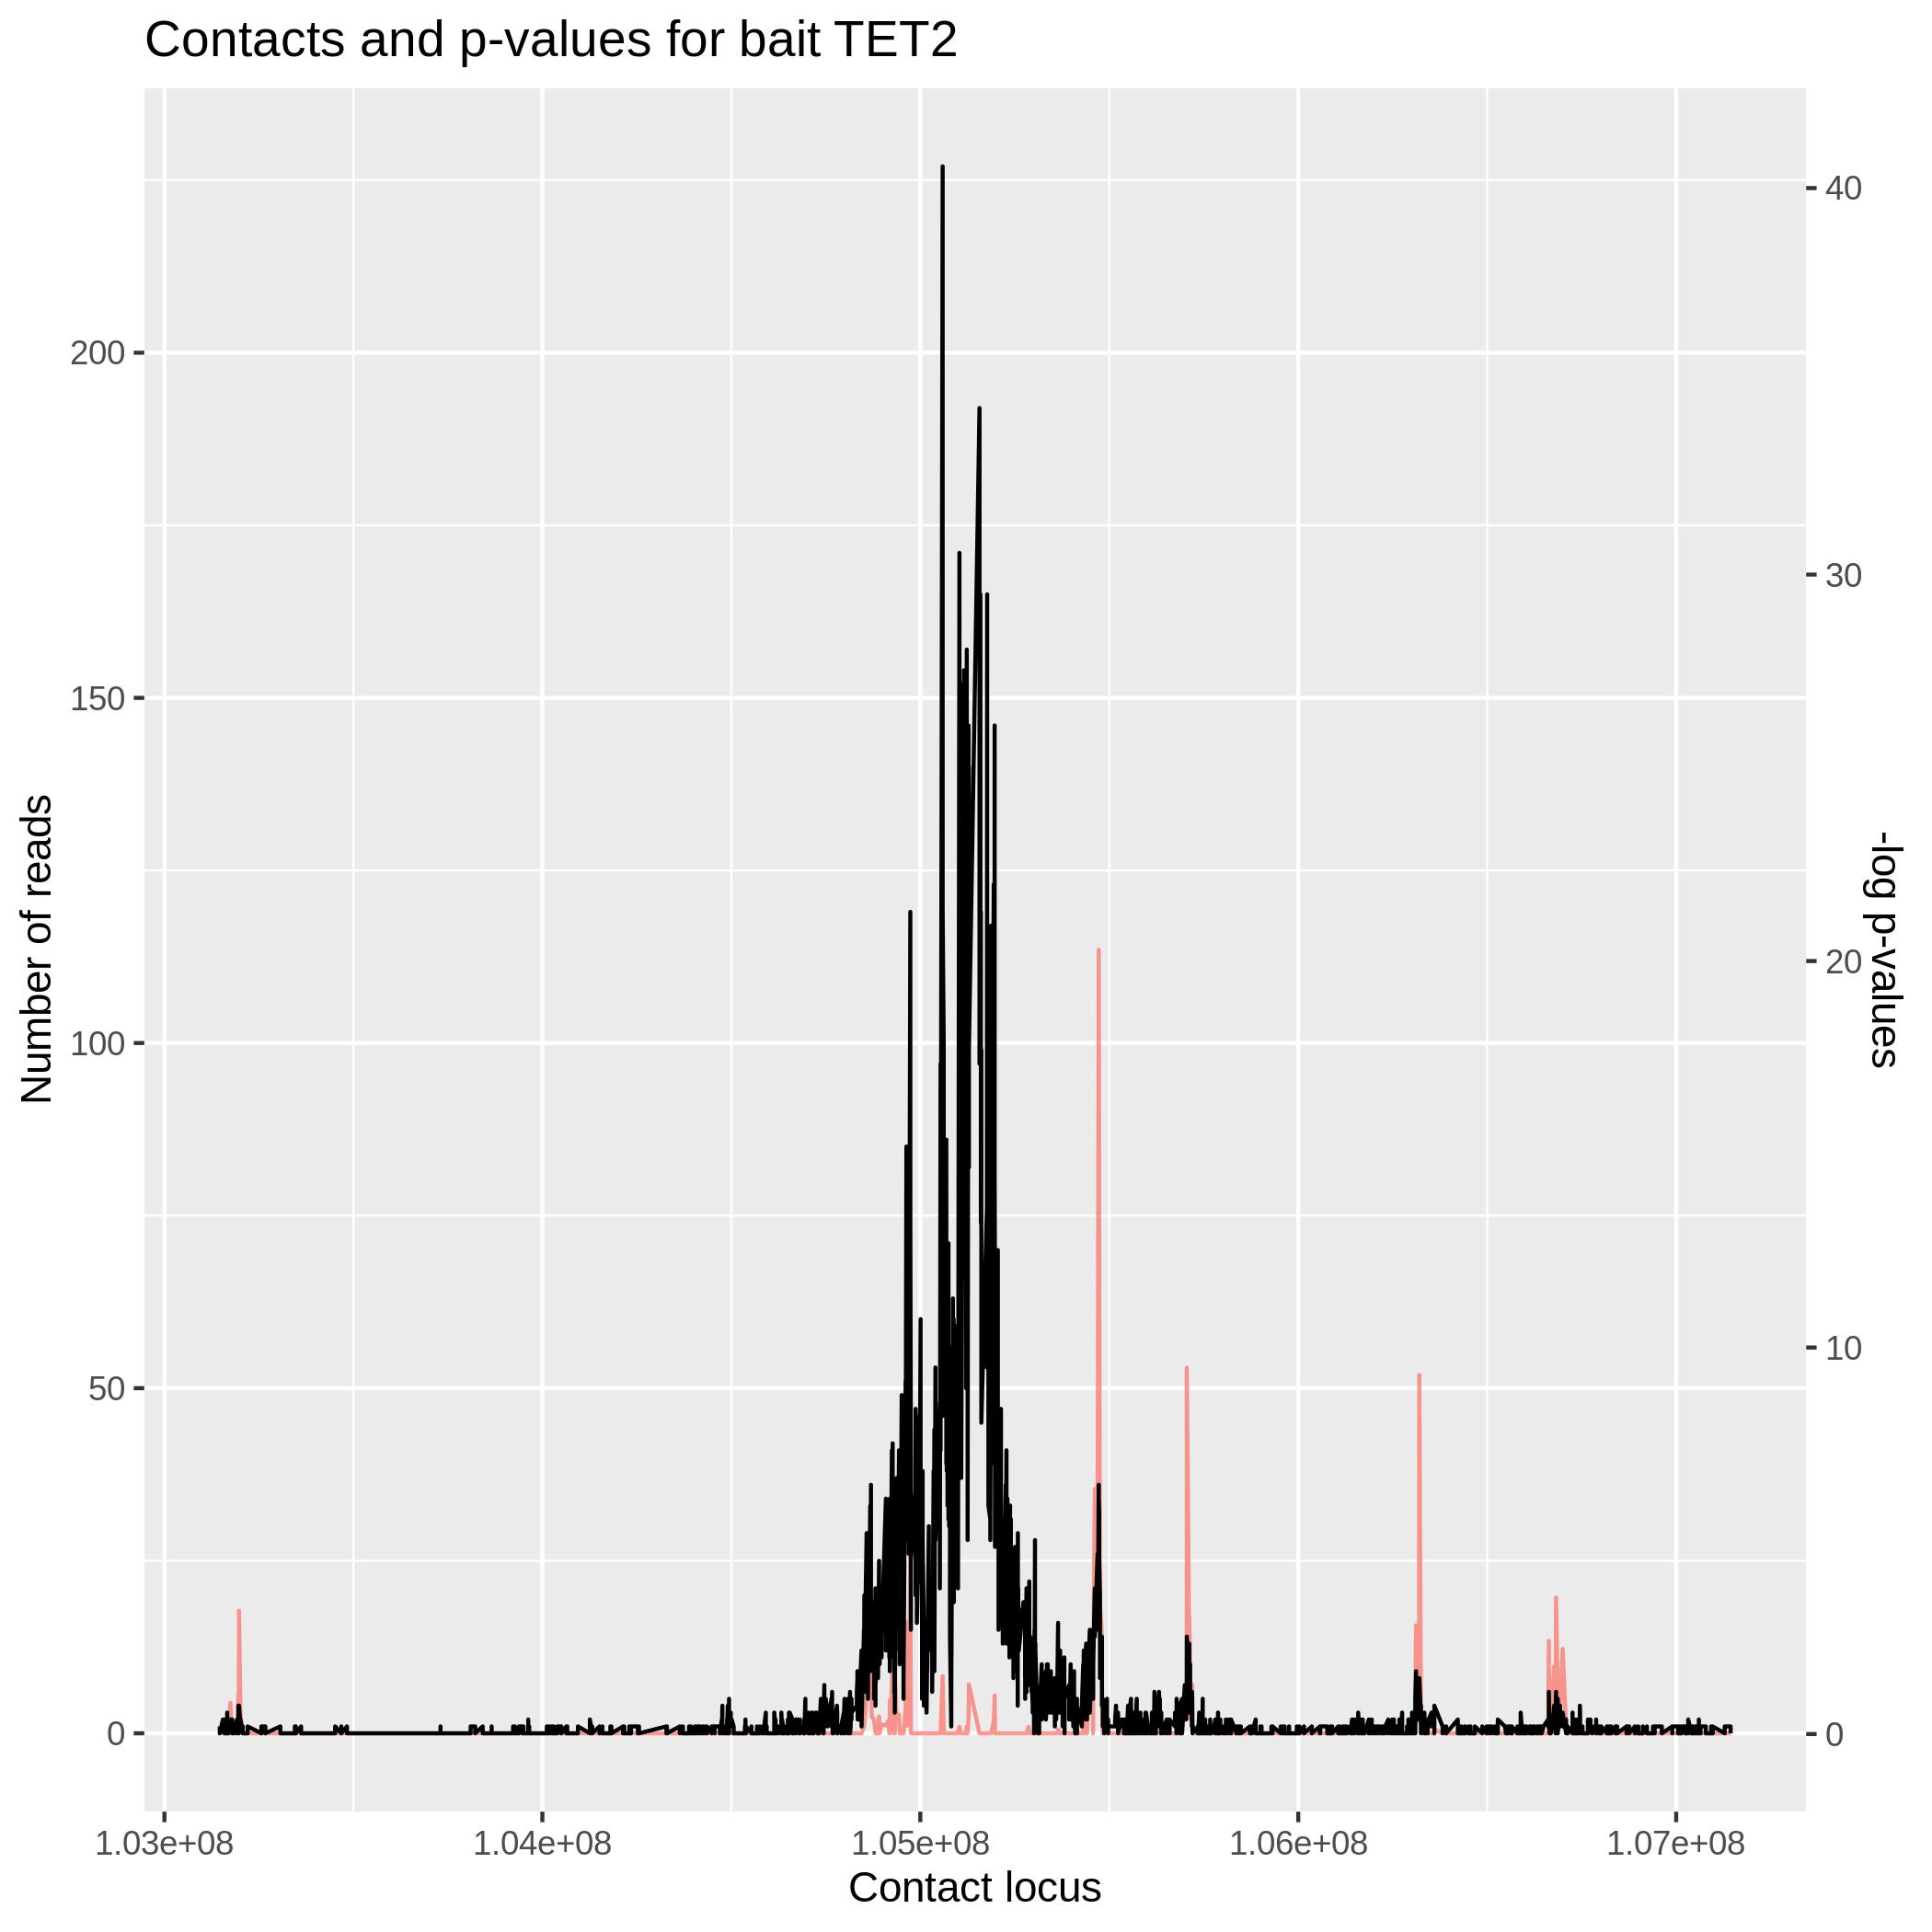 Contacts and p-values for bait TET2
Number of reads
200
150
100
50
0
40
30
20
10
0
-log p-values
1.03e+08
1.04e+08
1.05e+08
1.06e+08
1.07e+08
Contact locus